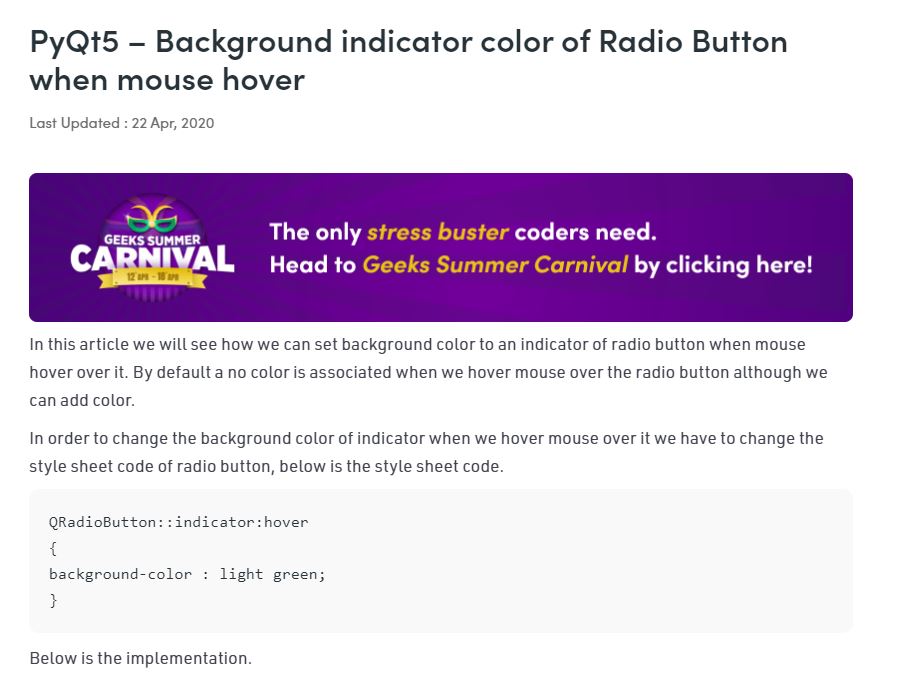 PyQt5 – Background indicator color of Radio Button
when mouse hover
Last Updated : 22 Apr, 2020
GEEKS SUMMER
CARNIVAL
12 APR - 18 APR
The only stress buster coders need.
Head to Geeks Summer Carnival by clicking here!
In this article we will see how we can set background color to an indicator of radio button when mouse
hover over it. By default a no color is associated when we hover mouse over the radio button although we
can add color.
In order to change the background color of indicator when we hover mouse over it we have to change the
style sheet code of radio button, below is the style sheet code.
QRadioButton::indicator:hover
{
background-color : light green;
}
Below is the implementation.